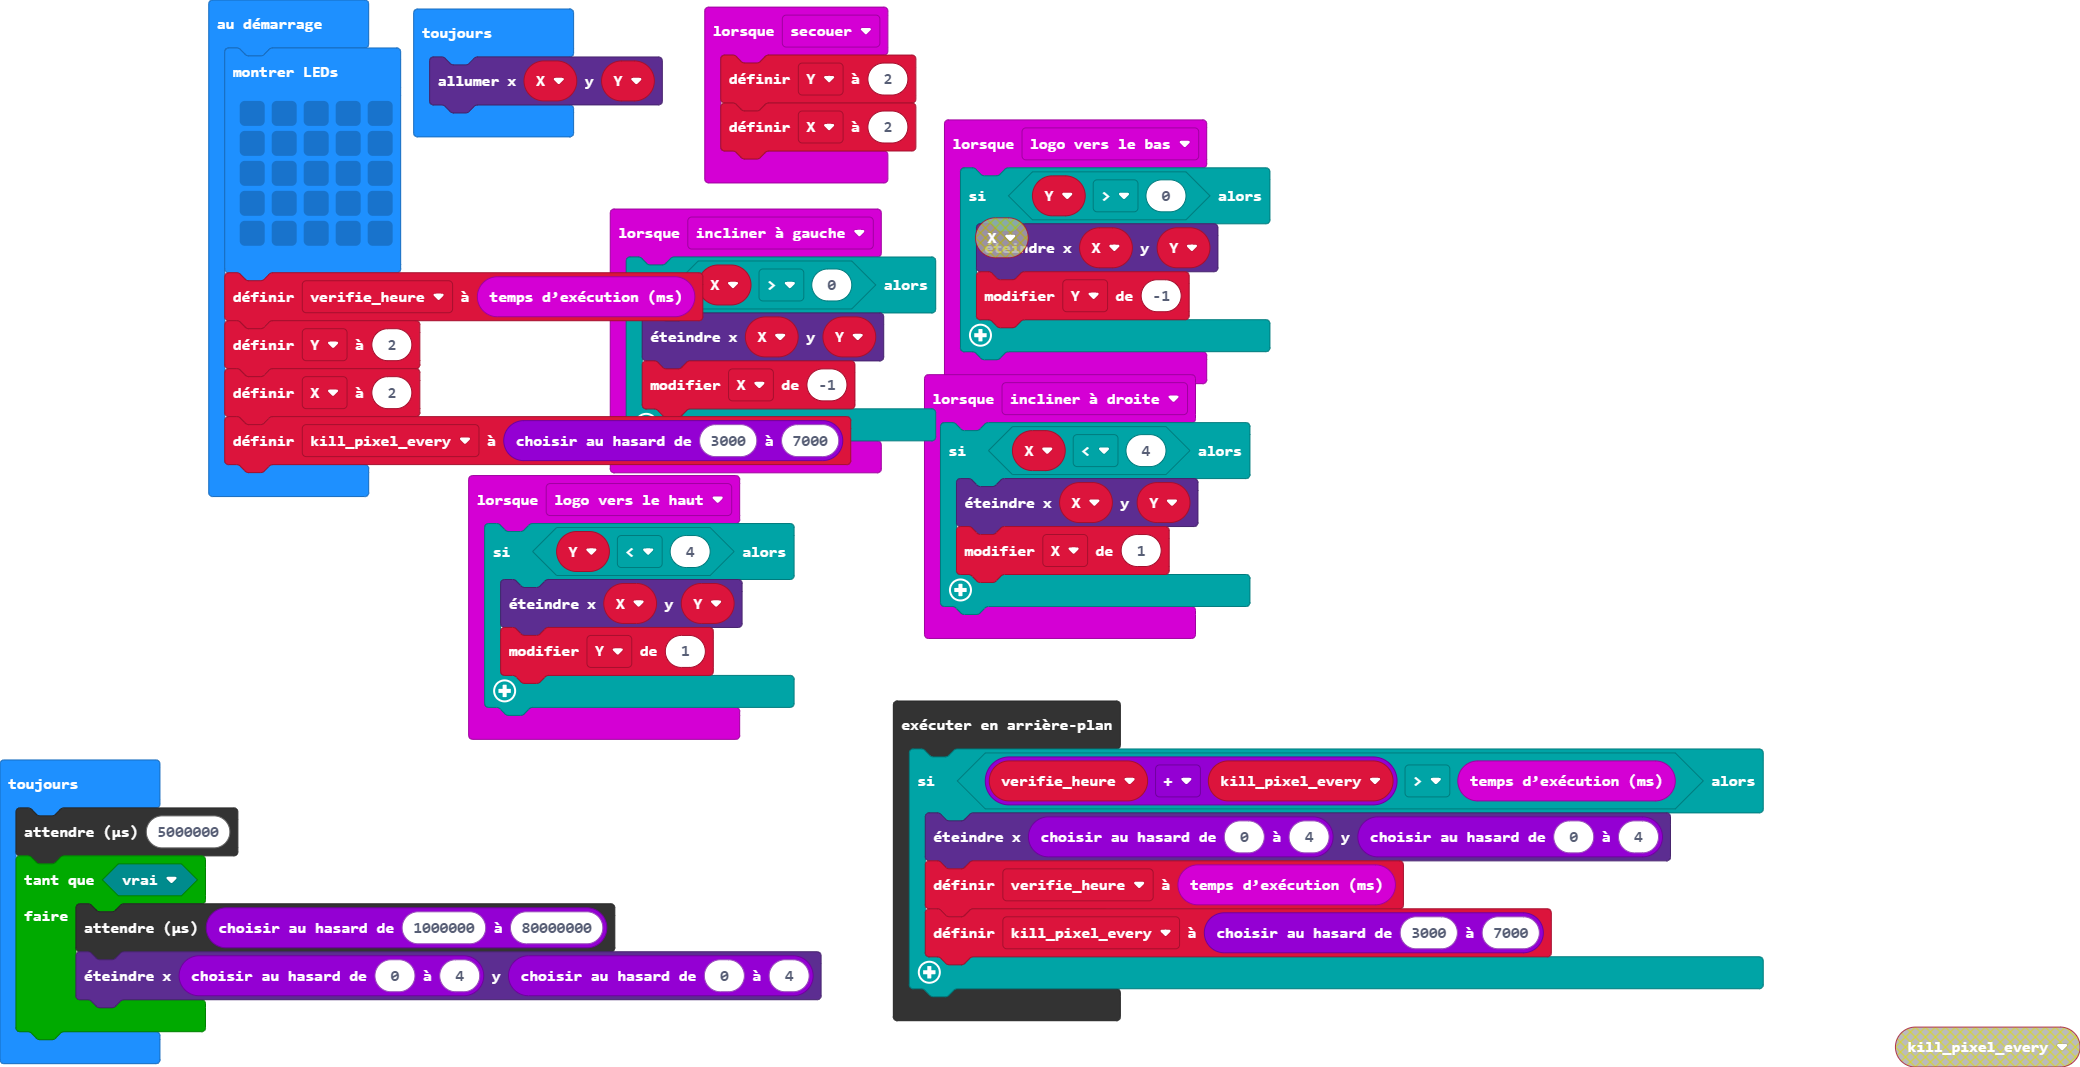 au démarrage
montrer LEDs
définir verifie_heure à temps d’exécution (ms)
définir Y à 2
définir X à 2
définir kill_pixel_every à choisir au hasard de 3000 à 7000
toujours
allumer x X y Y
lorsque secouer
définir Y à 2
définir X à 2
lorsque logo vers le bas
si Y > 0 alors
X
éteindre x X y Y
modifier Y de -1
lorsque incliner à gauche
X > 0 alors
éteindre x X y Y
modifier X de -1
lorsque incliner à droite
si X < 4 alors
éteindre x X y Y
modifier X de 1
lorsque logo vers le haut
si Y < 4 alors
éteindre x X y Y
modifier Y de 1
toujours
attendre (µs) 5000000
tant que vrai
faire
attendre (µs) choisir au hasard de 1000000 à 80000000
éteindre x choisir au hasard de 0 à 4 y choisir au hasard de 0 à 4
exécuter en arrière-plan
si verifie_heure + kill_pixel_every > temps d’exécution (ms) alors
éteindre x choisir au hasard de 0 à 4 y choisir au hasard de 0 à 4
définir verifie_heure à temps d’exécution (ms)
définir kill_pixel_every à choisir au hasard de 3000 à 7000
kill_pixel_every